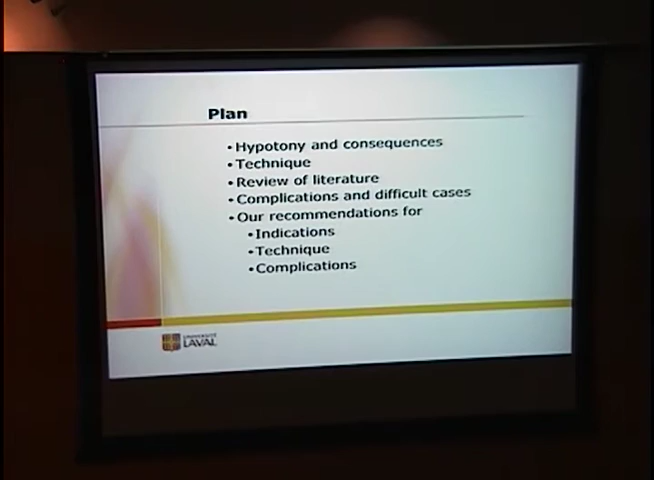 Plan
• Hypotony and consequences
• Technique
• Review of literature
• Complications and difficult cases
• Our recommendations for
• Indications
• Technique
• Complications
UNIVERSITÉ
LAVAL